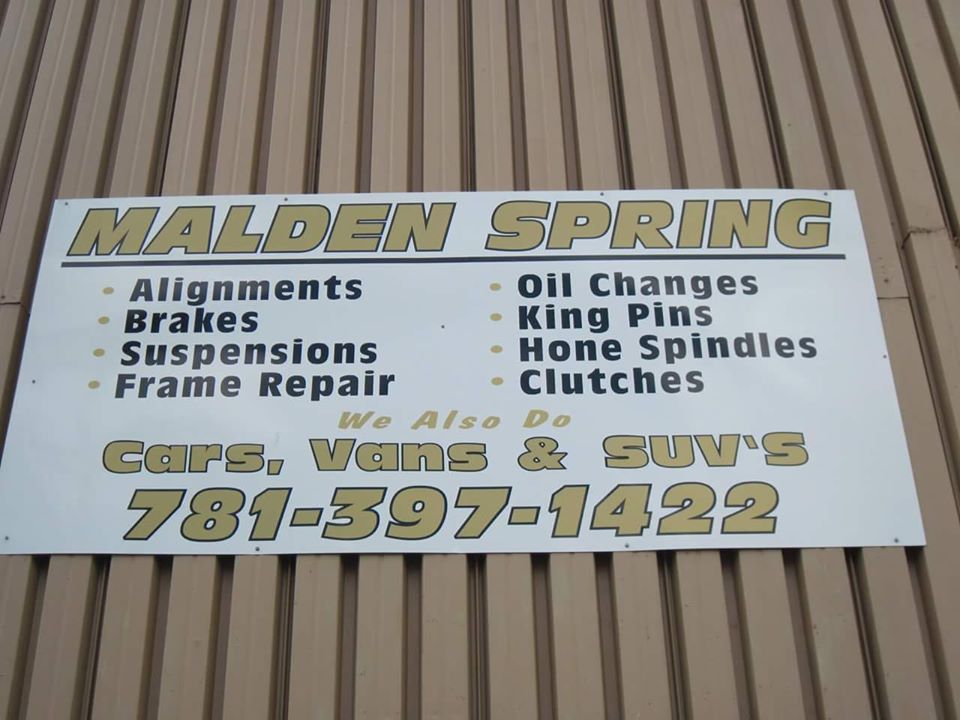 MALDEN SPRING
• Alignments
• Brakes
• Suspensions
• Frame Repair
• Oil Changes
• King Pins
• Hone Spindles
• Clutches
We Also Do
Cars, Vans & SUV'S
781-397-1422